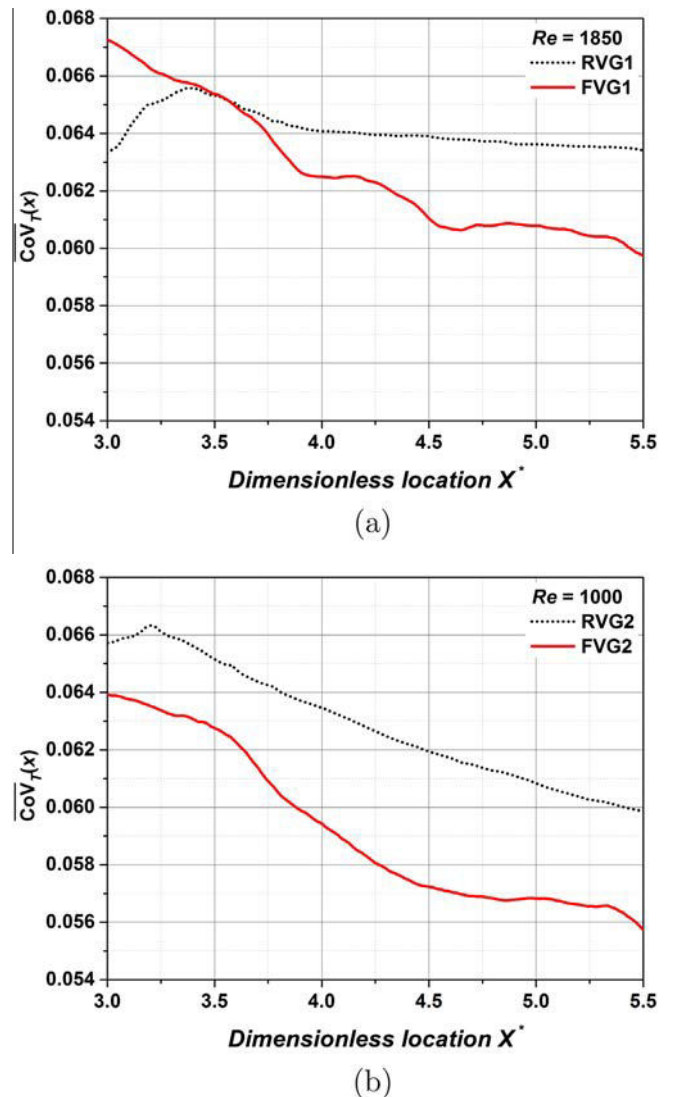 0.068
0.066
0.064
0.062
0.060
0.058
0.056
0.054
CoV_T(x)
Re = 1850
RVG1
FVG1
3.0 3.5 4.0 4.5 5.0 5.5
Dimensionless location X*
(a)
0.068
0.066
0.064
0.062
0.060
0.058
0.056
0.054
CoV_T(x)
Re = 1000
RVG2
FVG2
3.0 3.5 4.0 4.5 5.0 5.5
Dimensionless location X*
(b)